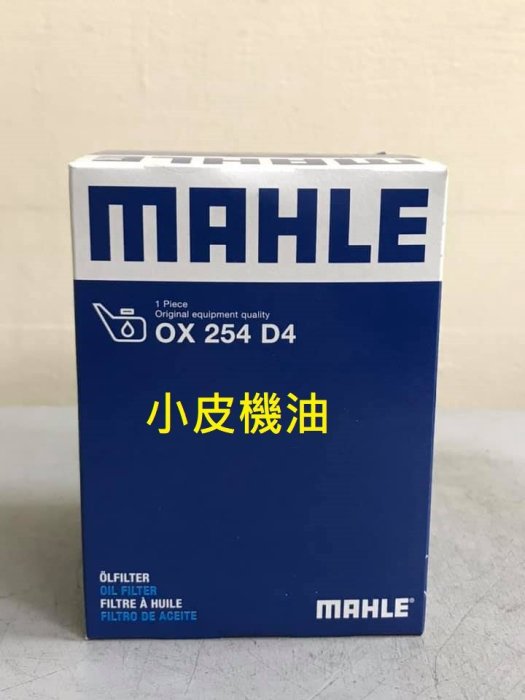 MAHLE
MAHLE
1 Piece
Original equipment quality
OX 254 D4
小皮機油
ÖLFILTER
OIL FILTER
FILTRE À HUILE
FILTRO DE ACEITE
MAHLE®